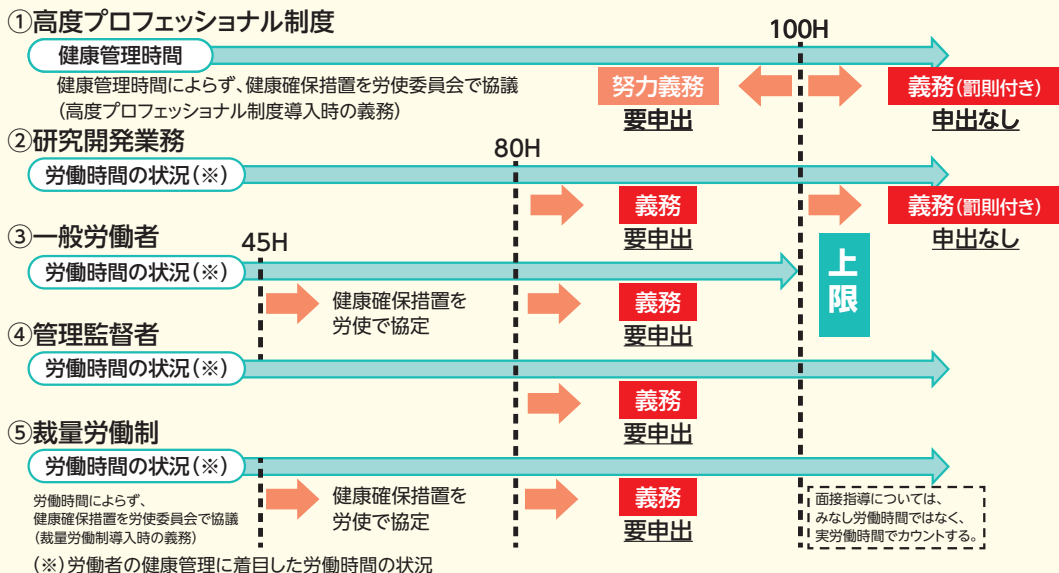 ①高度プロフェッショナル制度
100H
健康管理時間
健康管理時間によらず、健康確保措置を労使委員会で協議
(高度プロフェッショナル制度導入時の義務)
努力義務
要申出
義務(罰則付き)
申出なし
②研究開発業務
80H
労働時間の状況(※)
義務
要申出
義務(罰則付き)
申出なし
③一般労働者
45H
労働時間の状況(※)
上限
健康確保措置を
労使で協定
義務
要申出
④管理監督者
労働時間の状況(※)
義務
要申出
⑤裁量労働制
労働時間の状況(※)
労働時間によらず、
健康確保措置を労使委員会で協議
(裁量労働制導入時の義務)
健康確保措置を
労使で協定
義務
要申出
面接指導については、
みなし労働時間ではなく、
実労働時間でカウントする。
(※)労働者の健康管理に着目した労働時間の状況